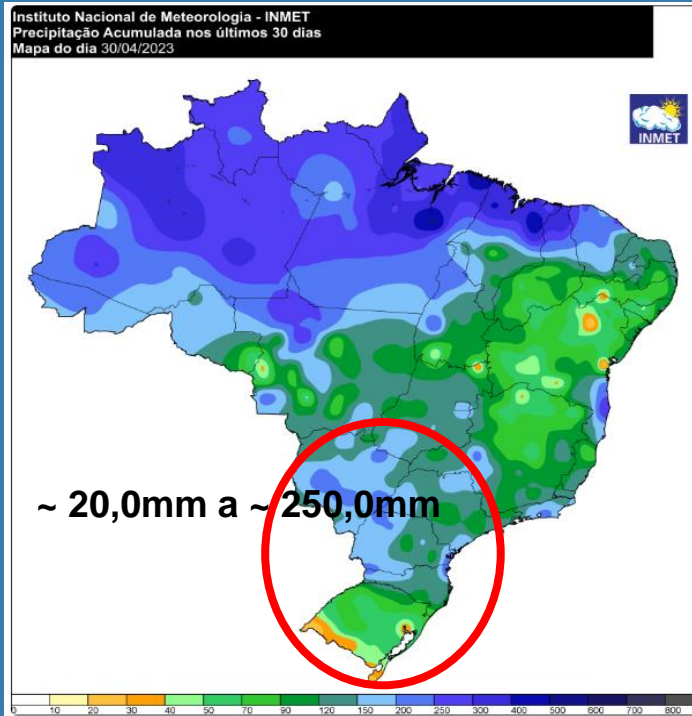 Instituto Nacional de Meteorologia - INMET
Precipitação Acumulada nos últimos 30 dias
Mapa do dia 30/04/2023
INMET
~ 20,0mm a ~ 250,0mm
0 10 20 30 40 50 70 90 120 150 200 250 300 400 500 600 700 800